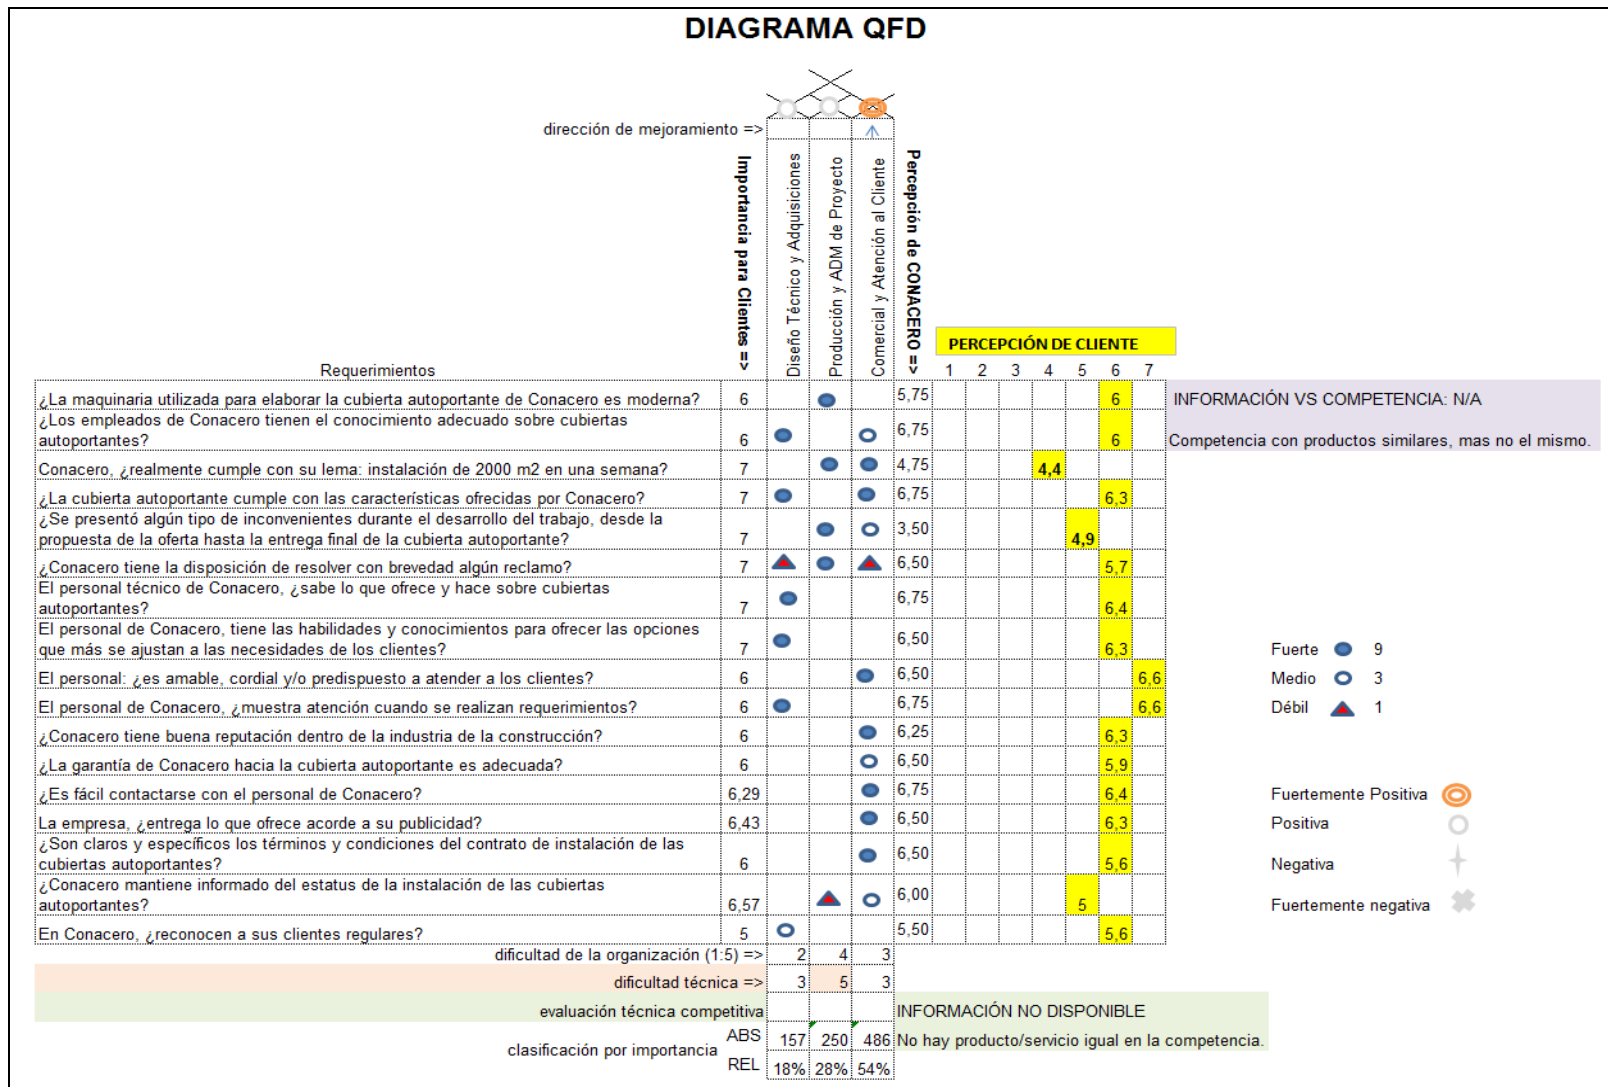 DIAGRAMA QFD
dirección de mejoramiento =>
Importancia para Clientes =>
Diseño Técnico y Adquisiciones
Producción y ADM de Proyecto
Comercial y Atención al Cliente
Percepción de CONACERO =>
PERCEPCIÓN DE CLIENTE
Requerimientos
1 2 3 4 5 6 7
¿La maquinaria utilizada para elaborar la cubierta autoportante de Conacero es moderna? 6 5,75 6 INFORMACIÓN VS COMPETENCIA: N/A
¿Los empleados de Conacero tienen el conocimiento adecuado sobre cubiertas
autoportantes? 6 6,75 6 Competencia con productos similares, mas no el mismo.
Conacero, ¿realmente cumple con su lema: instalación de 2000 m2 en una semana? 7 4,75 4,4
¿La cubierta autoportante cumple con las características ofrecidas por Conacero? 7 6,75 6,3
¿Se presentó algún tipo de inconvenientes durante el desarrollo del trabajo, desde la
propuesta de la oferta hasta la entrega final de la cubierta autoportante? 7 3,50 4,9
¿Conacero tiene la disposición de resolver con brevedad algún reclamo? 7 6,50 5,7
El personal técnico de Conacero, ¿sabe lo que ofrece y hace sobre cubiertas
autoportantes? 7 6,75 6,4
El personal de Conacero, tiene las habilidades y conocimientos para ofrecer las opciones
que más se ajustan a las necesidades de los clientes? 7 6,50 6,3
El personal: ¿es amable, cordial y/o predispuesto a atender a los clientes? 6 6,50 6,6
El personal de Conacero, ¿muestra atención cuando se realizan requerimientos? 6 6,75 6,6
¿Conacero tiene buena reputación dentro de la industria de la construcción? 6 6,25 6,3
¿La garantía de Conacero hacia la cubierta autoportante es adecuada? 6 6,50 5,9
¿Es fácil contactarse con el personal de Conacero? 6,29 6,75 6,4
La empresa, ¿entrega lo que ofrece acorde a su publicidad? 6,43 6,50 6,3
¿Son claros y específicos los términos y condiciones del contrato de instalación de las
cubiertas autoportantes? 6 6,50 5,6
¿Conacero mantiene informado del estatus de la instalación de las cubiertas
autoportantes? 6,57 6,00 5
En Conacero, ¿reconocen a sus clientes regulares? 5 5,50 5,6
Fuerte 9
Medio 3
Débil 1
Fuertemente Positiva
Positiva
Negativa
Fuertemente negativa
dificultad de la organización (1:5) => 2 4 3
dificultad técnica => 3 5 3
evaluación técnica competitiva INFORMACIÓN NO DISPONIBLE
clasificación por importancia ABS 157 250 486 No hay producto/servicio igual en la competencia.
REL 18% 28% 54%